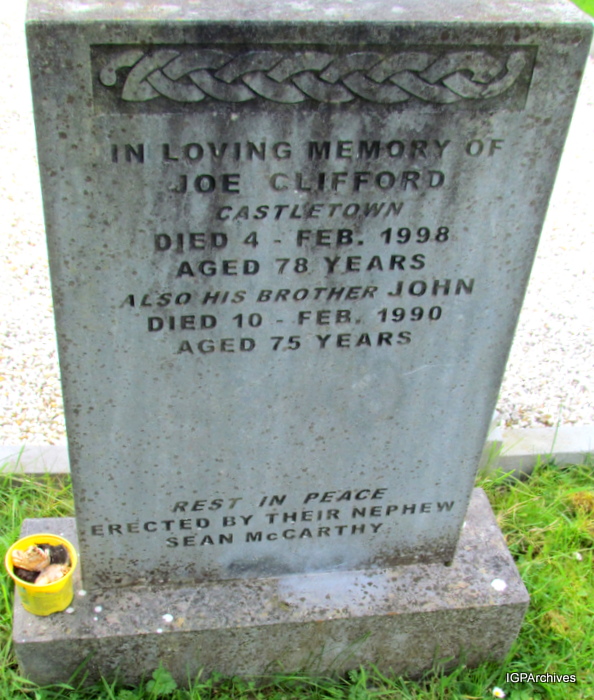 IN LOVING MEMORY OF
JOE CLIFFORD
CASTLETOWN
DIED 4 - FEB. 1998
AGED 78 YEARS
ALSO HIS BROTHER JOHN
DIED 10 - FEB. 1990
AGED 75 YEARS
REST IN PEACE
ERECTED BY THEIR NEPHEW
SEAN McCARTHY
IGPArchives